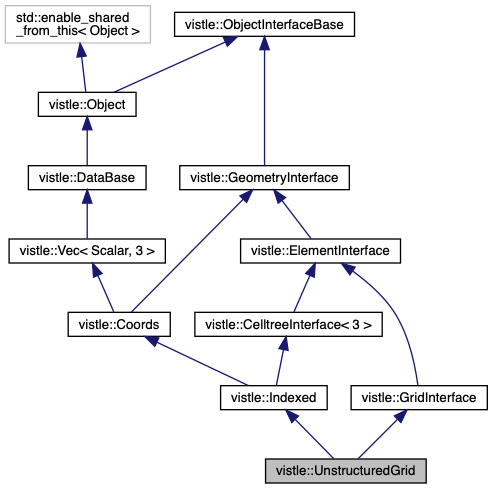 std::enable_shared
_from_this< Object >
vistle::ObjectInterfaceBase
vistle::Object
vistle::DataBase
vistle::GeometryInterface
vistle::Vec< Scalar, 3 >
vistle::ElementInterface
vistle::Coords
vistle::CelltreeInterface< 3 >
vistle::Indexed
vistle::GridInterface
vistle::UnstructuredGrid